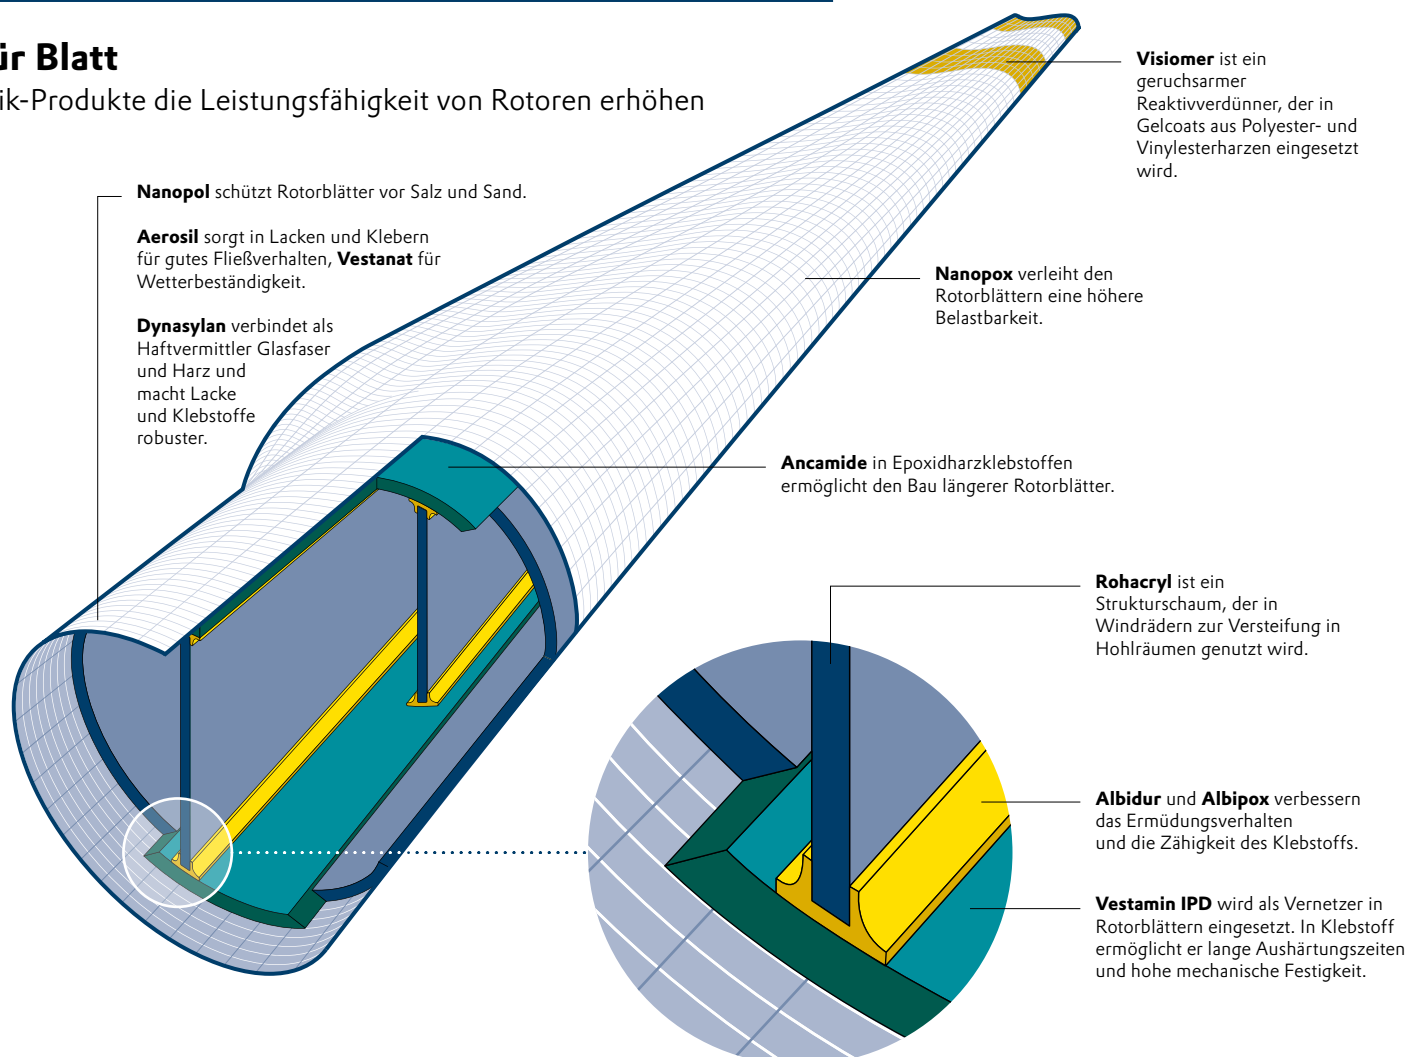 ür Blatt
ik-Produkte die Leistungsfähigkeit von Rotoren erhöhen
Visiomer ist ein
geruchsarmer
Reaktivverdünner, der in
Gelcoats aus Polyester- und
Vinylesterharzen eingesetzt
wird.
Nanopol schützt Rotorblätter vor Salz und Sand.
Aerosil sorgt in Lacken und Klebern
für gutes Fließverhalten, Vestanat für
Wetterbeständigkeit.
Dynasylan verbindet als
Haftvermittler Glasfaser
und Harz und
macht Lacke
und Klebstoffe
robuster.
Nanopox verleiht den
Rotorblättern eine höhere
Belastbarkeit.
Ancamide in Epoxidharzklebstoffen
ermöglicht den Bau längerer Rotorblätter.
Rohacryl ist ein
Strukturschaum, der in
Windrädern zur Versteifung in
Hohlräumen genutzt wird.
Albidur und Albipox verbessern
das Ermüdungsverhalten
und die Zähigkeit des Klebstoffs.
Vestamin IPD wird als Vernetzer in
Rotorblättern eingesetzt. In Klebstoff
ermöglicht er lange Aushärtungszeiten
und hohe mechanische Festigkeit.